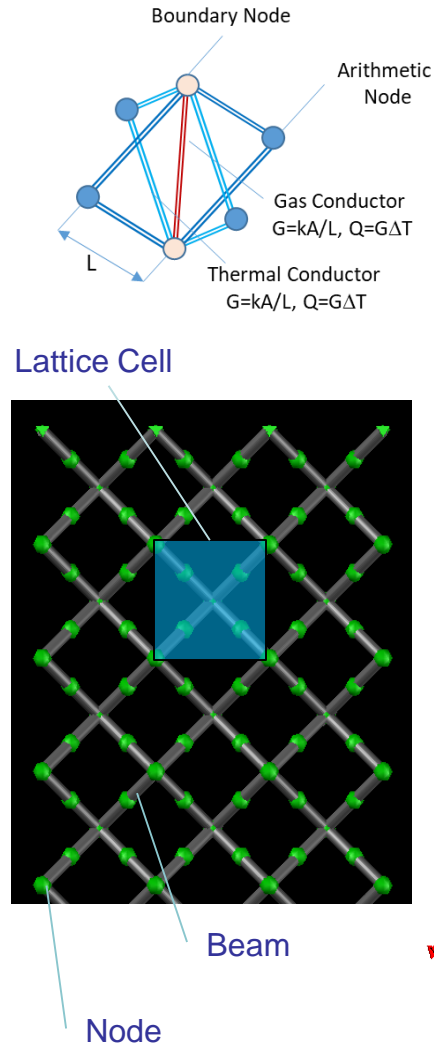 Boundary Node
Arithmetic
Node
Gas Conductor
G=kA/L, Q=GΔT
L
Thermal Conductor
G=kA/L, Q=GΔT
Lattice Cell
Beam
Node